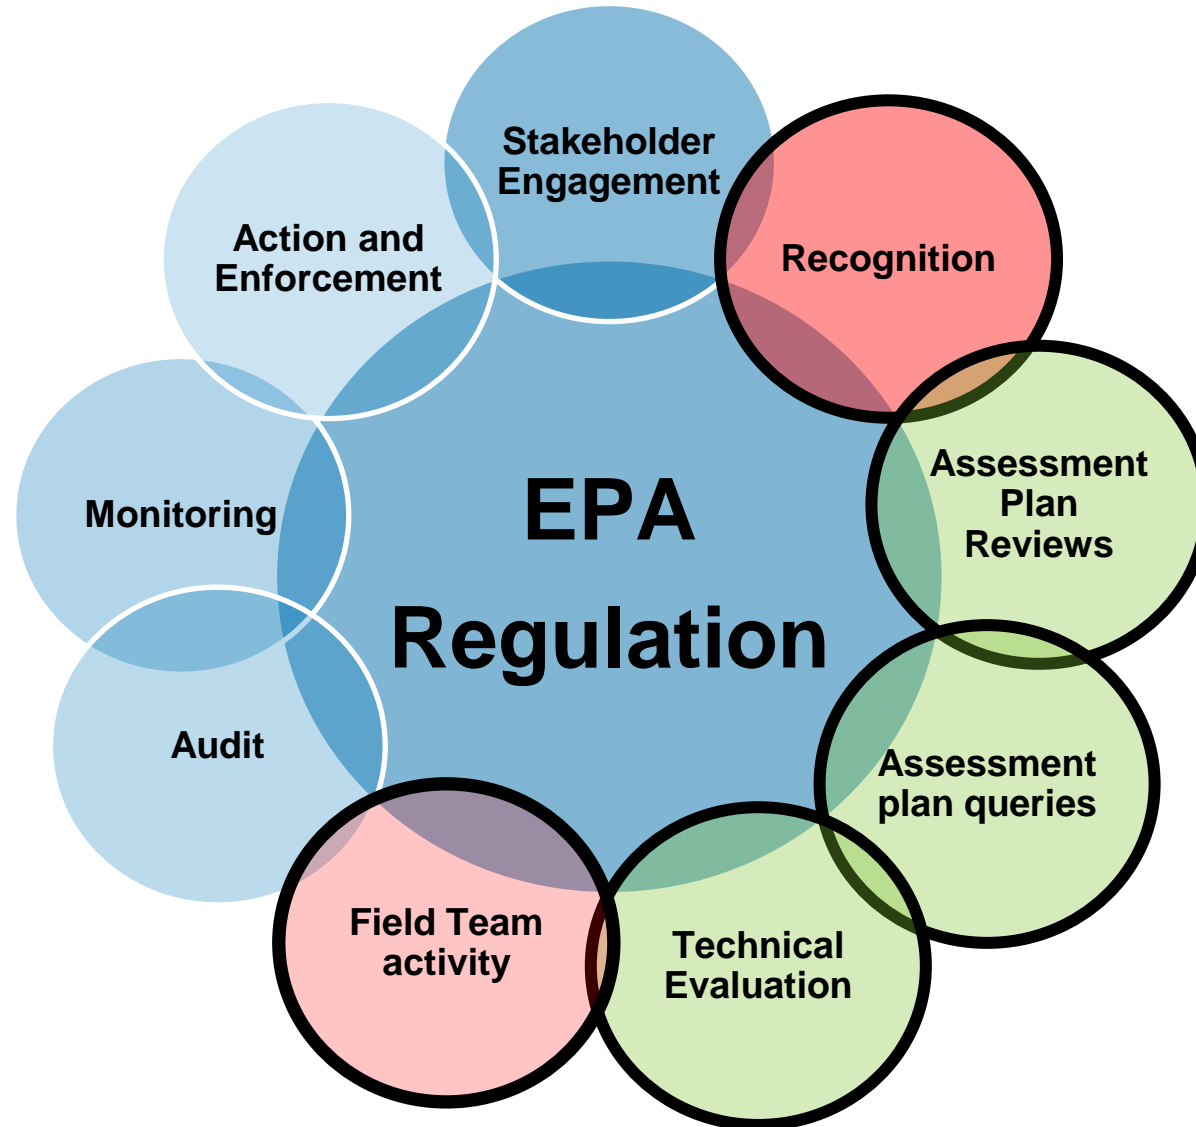 Stakeholder
Engagement
Recognition
Assessment
Plan
Reviews
Assessment
plan queries
Technical
Evaluation
Field Team
activity
Audit
Monitoring
Action and
Enforcement
EPA
Regulation